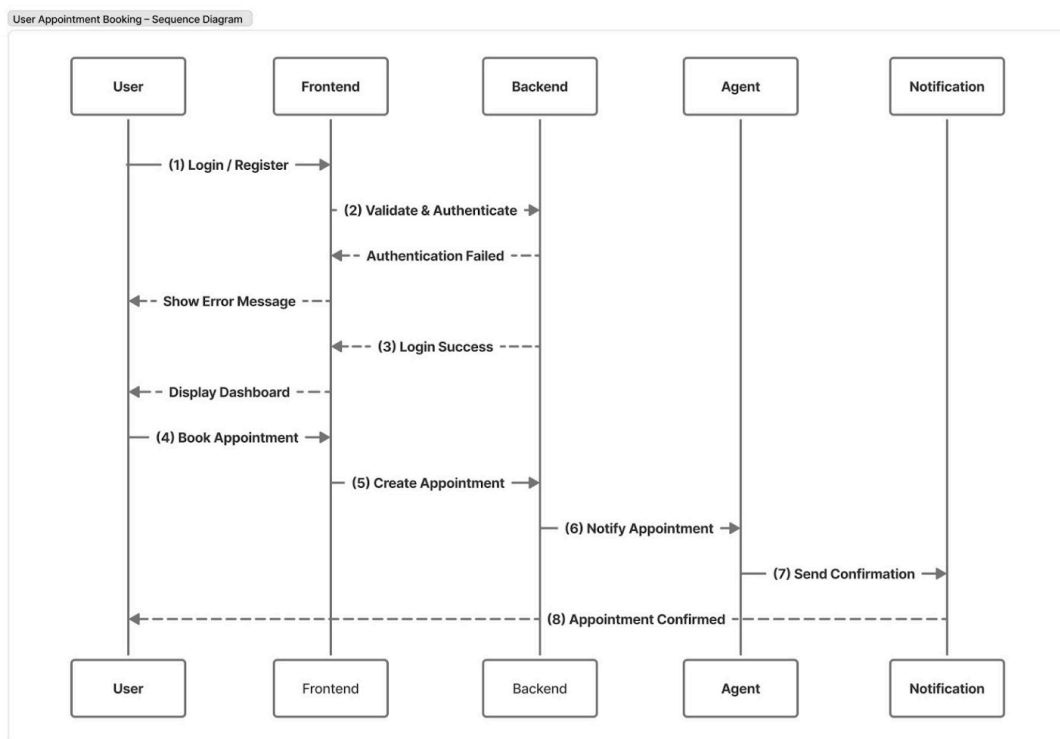 User Appointment Booking – Sequence Diagram
User Frontend Backend Agent Notification
(1) Login / Register
(2) Validate & Authenticate
Authentication Failed
Show Error Message
(3) Login Success
Display Dashboard
(4) Book Appointment
(5) Create Appointment
(6) Notify Appointment
(7) Send Confirmation
(8) Appointment Confirmed
User Frontend Backend Agent Notification